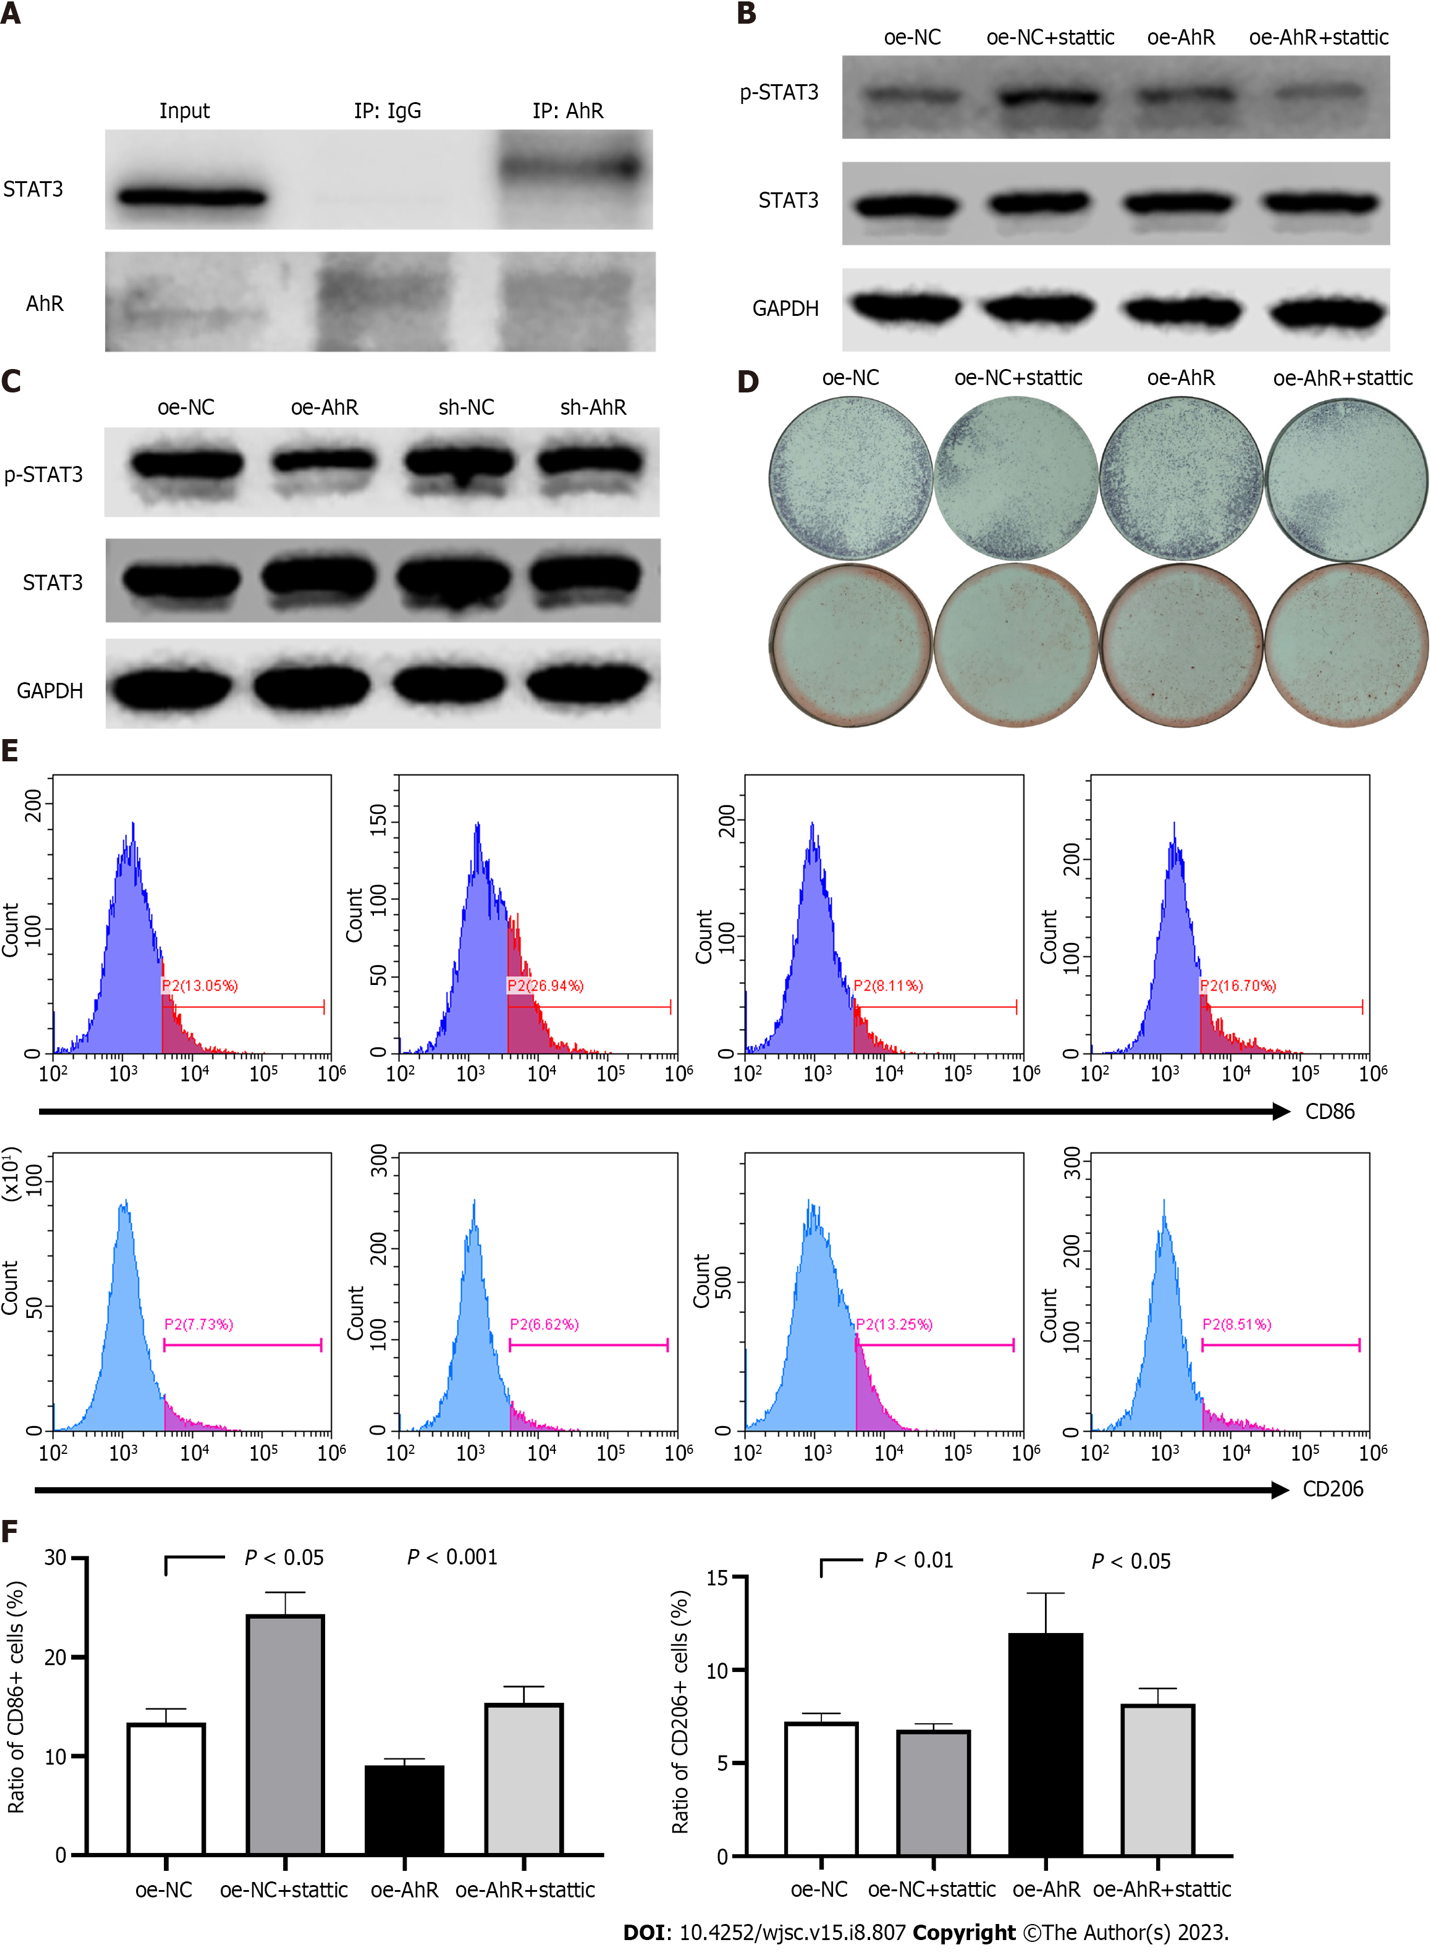 A
Input IP: IgG IP: AhR
STAT3
AhR
B
oe-NC oe-NC+stattic oe-AhR oe-AhR+stattic
p-STAT3
STAT3
GAPDH
C
oe-NC oe-AhR sh-NC sh-AhR
p-STAT3
STAT3
GAPDH
D
oe-NC oe-NC+stattic oe-AhR oe-AhR+stattic
E
Count
200
100
0
P2(13.05%)
10² 10³ 10⁴ 10⁵ 10⁶
Count
150
100
50
0
P2(26.94%)
10² 10³ 10⁴ 10⁵ 10⁶
Count
200
100
0
P2(8.11%)
10² 10³ 10⁴ 10⁵ 10⁶
Count
200
100
0
P2(16.70%)
10² 10³ 10⁴ 10⁵ 10⁶
CD86
Count (x10¹)
100
50
0
P2(7.73%)
10² 10³ 10⁴ 10⁵ 10⁶
Count
300
200
100
0
P2(6.62%)
10² 10³ 10⁴ 10⁵ 10⁶
Count
500
0
P2(13.25%)
10² 10³ 10⁴ 10⁵ 10⁶
Count
300
200
100
0
P2(8.51%)
10² 10³ 10⁴ 10⁵ 10⁶
CD206
F
Ratio of CD86+ cells (%)
30
20
10
0
P < 0.05 P < 0.001
oe-NC oe-NC+stattic oe-AhR oe-AhR+stattic
Ratio of CD206+ cells (%)
15
10
5
0
P < 0.01 P < 0.05
oe-NC oe-NC+stattic oe-AhR oe-AhR+stattic
DOI: 10.4252/wjsc.v15.i8.807 Copyright ©The Author(s) 2023.